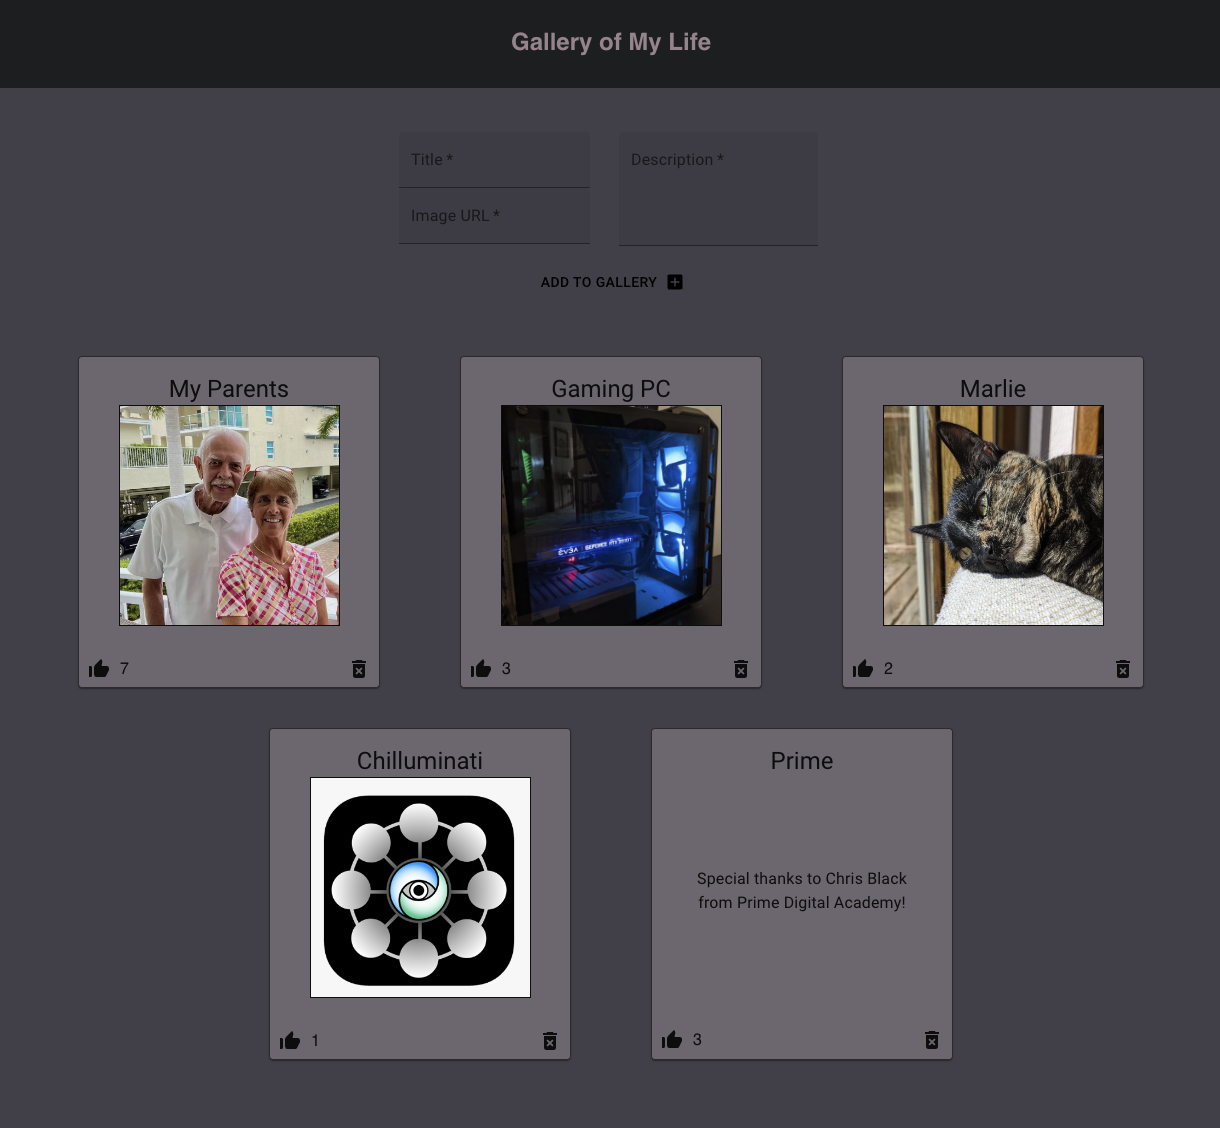 Gallery of My Life
Title *
Description *
Image URL *
ADD TO GALLERY
My Parents
Gaming PC
Marlie
EVGA GEFORCE RTX
7
3
2
Chilluminati
Prime
Special thanks to Chris Black
from Prime Digital Academy!
1
3